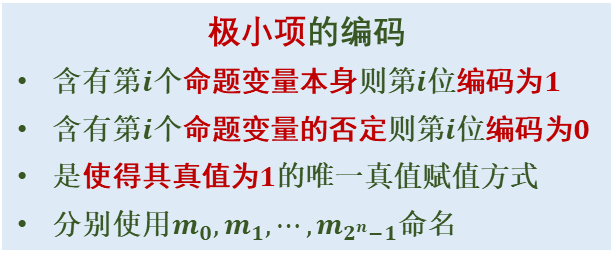 极小项的编码
• 含有第i个命题变量本身则第i位编码为1
• 含有第i个命题变量的否定则第i位编码为0
• 是使得其真值为1的唯一真值赋值方式
• 分别使用m₀, m₁, ⋯, m₂ⁿ₋₁命名